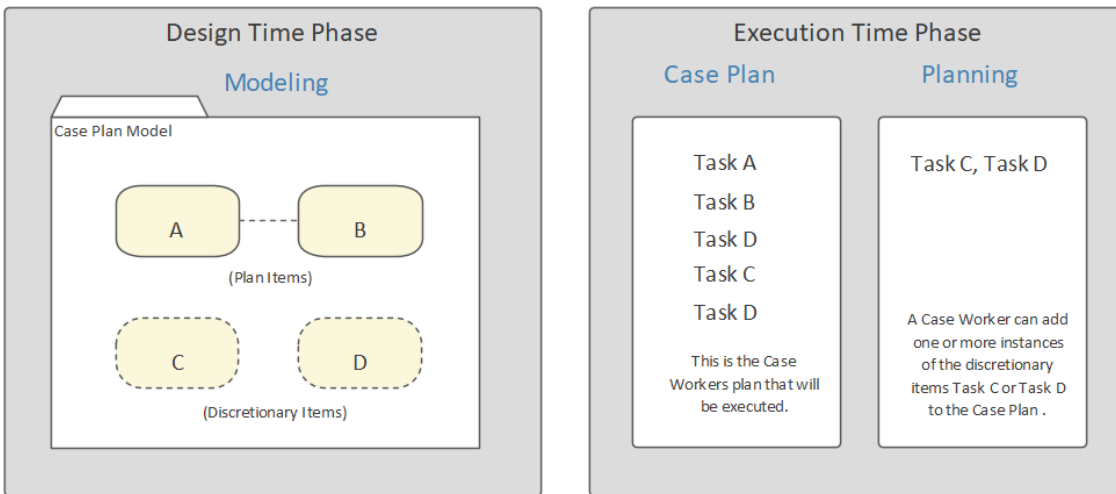 Design Time Phase
Modeling
Case Plan Model
A
B
(Plan Items)
C
D
(Discretionary Items)
Execution Time Phase
Case Plan
Planning
Task A
Task B
Task D
Task C
Task D
This is the Case
Workers plan that will
be executed.
Task C, Task D
A Case Worker can add
one or more instances
of the discretionary
items Task C or Task D
to the Case Plan .